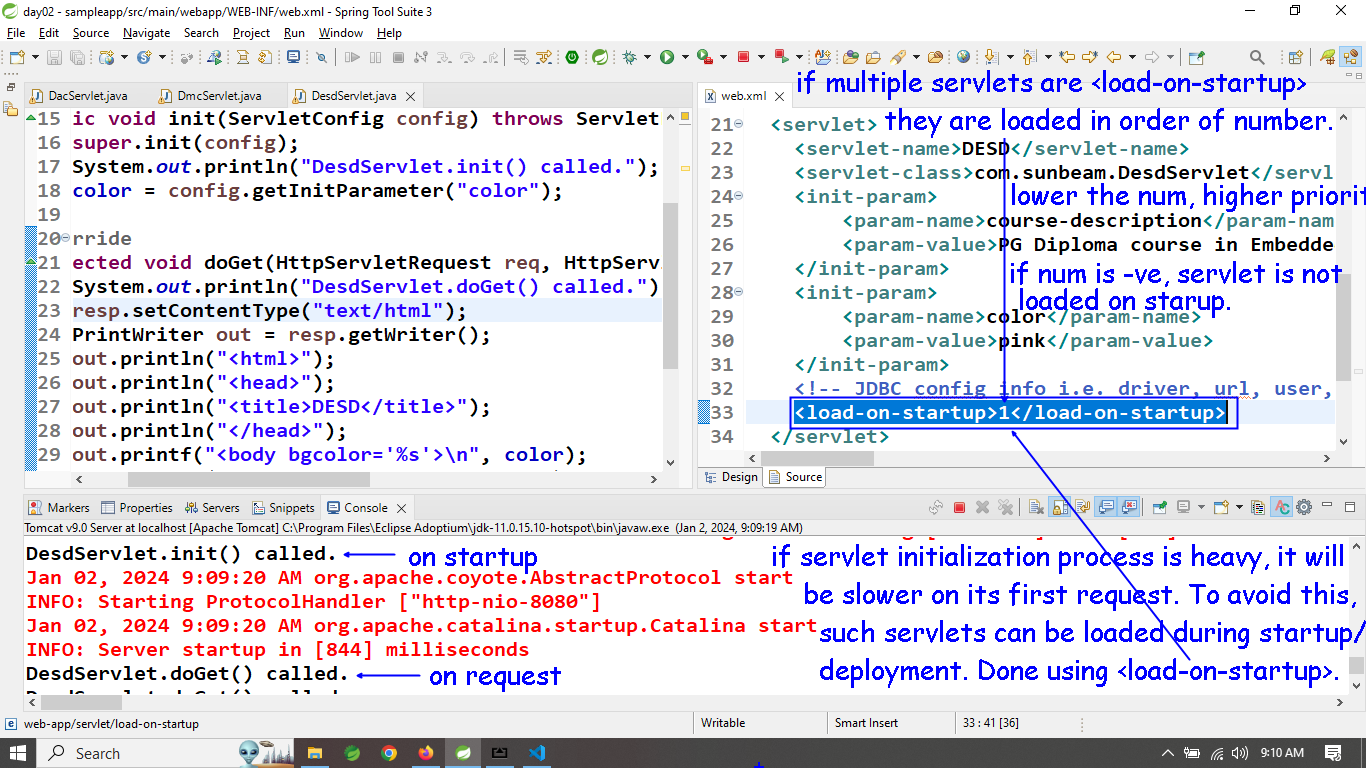 day02 - sampleapp/src/main/webapp/WEB-INF/web.xml - Spring Tool Suite 3
File Edit Source Navigate Search Project Run Window Help
DacServlet.java DmcServlet.java DesdServlet.java
15 ic void init(ServletConfig config) throws Servlet
16 super.init(config);
17 System.out.println("DesdServlet.init() called.");
18 color = config.getInitParameter("color");
19
20 rride
21 ected void doGet(HttpServletRequest req, HttpServ
22 System.out.println("DesdServlet.doGet() called.")
23 resp.setContentType("text/html");
24 PrintWriter out = resp.getWriter();
25 out.println("<html>");
26 out.println("<head>");
27 out.println("<title>DESD</title>");
28 out.println("</head>");
29 out.printf("<body bgcolor='%s'>\n", color);
web.xml
if multiple servlets are <load-on-startup>
they are loaded in order of number.
21 <servlet>
22 <servlet-name>DESD</servlet-name>
23 <servlet-class>com.sunbeam.DesdServlet</servl
lower the num, higher priorit
24 <init-param>
25 <param-name>course-description</param-nam
26 <param-value>PG Diploma course in Embedde
27 </init-param>
if num is -ve, servlet is not
loaded on starup.
28 <init-param>
29 <param-name>color</param-name>
30 <param-value>pink</param-value>
31 </init-param>
32 <!-- JDBC config info i.e. driver, url, user,
33 <load-on-startup>1</load-on-startup>
34 </servlet>
Design Source
Markers Properties Servers Snippets Console
Tomcat v9.0 Server at localhost [Apache Tomcat] C:\Program Files\Eclipse Adoptium\jdk-11.0.15.10-hotspot\bin\javaw.exe (Jan 2, 2024, 9:09:19 AM)
DesdServlet.init() called.
on startup
Jan 02, 2024 9:09:20 AM org.apache.coyote.AbstractProtocol start
INFO: Starting ProtocolHandler ["http-nio-8080"]
Jan 02, 2024 9:09:20 AM org.apache.catalina.startup.Catalina start
INFO: Server startup in [844] milliseconds
DesdServlet.doGet() called.
on request
if servlet initialization process is heavy, it will
be slower on its first request. To avoid this,
such servlets can be loaded during startup/
deployment. Done using <load-on-startup>.
web-app/servlet/load-on-startup
Writable
Smart Insert
33 : 41 [36]
Search
9:10 AM